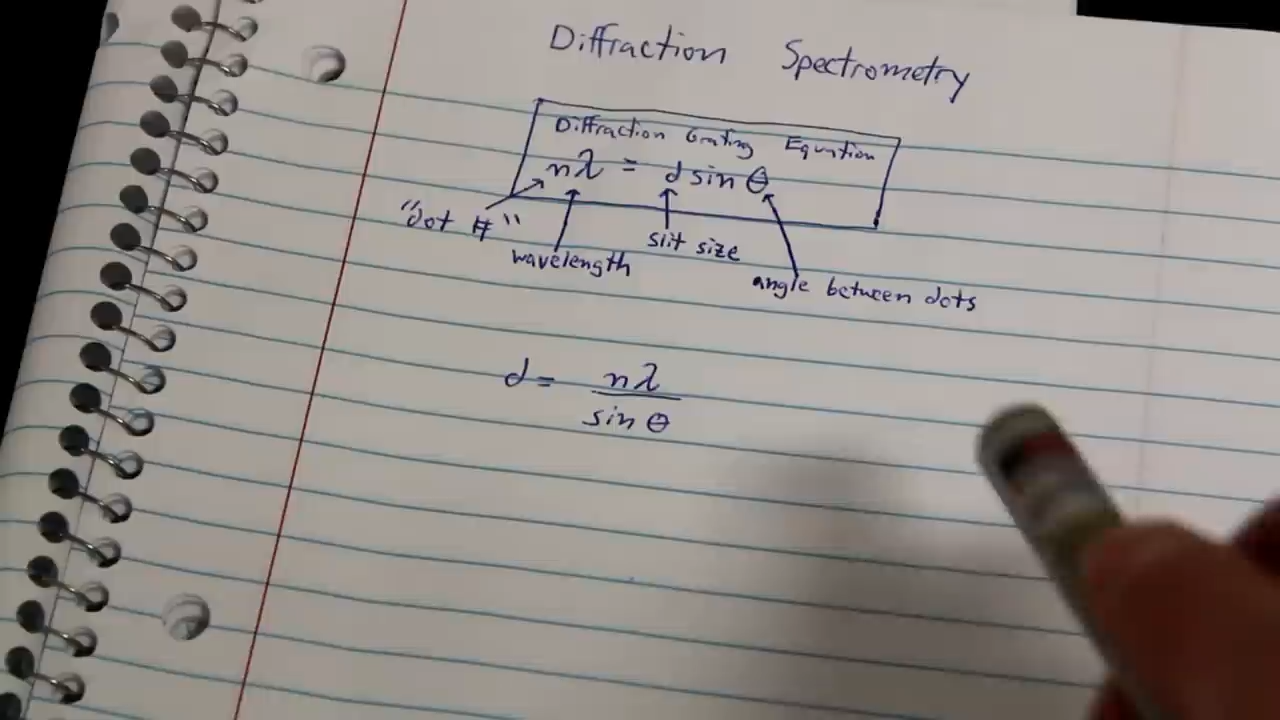 Diffraction Spectrometry
Diffraction Grating Equation
nλ = d sin θ
"dot #"
slit size
wavelength
angle between dots
d = nλ / sin θ